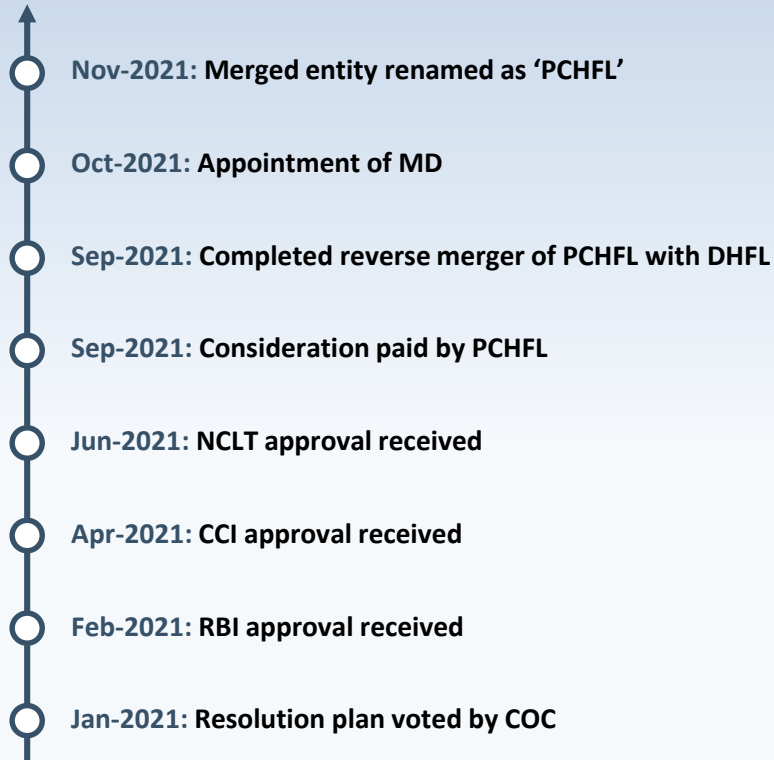 Nov-2021: Merged entity renamed as ‘PCHFL’
Oct-2021: Appointment of MD
Sep-2021: Completed reverse merger of PCHFL with DHFL
Sep-2021: Consideration paid by PCHFL
Jun-2021: NCLT approval received
Apr-2021: CCI approval received
Feb-2021: RBI approval received
Jan-2021: Resolution plan voted by COC